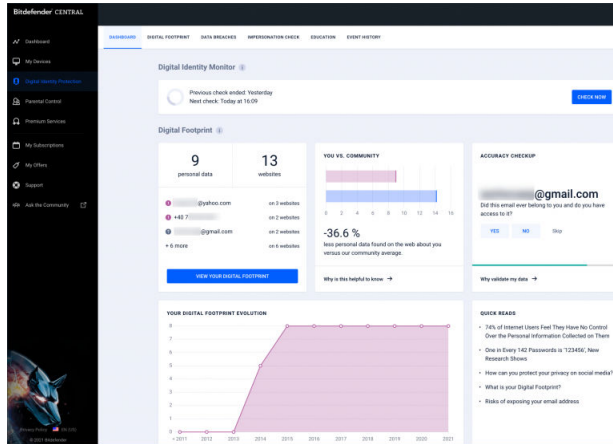 Bitdefender CENTRAL
Dashboard
My Devices
Digital Identity Protection
Parental Control
Premium Services
My Subscriptions
My Offers
Support
Ask the Community
Privacy Policy
© 2021 Bitdefender
DASHBOARD DIGITAL FOOTPRINT DATA BREACHES IMPERSONATION CHECK EDUCATION EVENT HISTORY
Digital Identity Monitor
Previous check ended: Yesterday
Next check: Today at 16:09
CHECK NOW
Digital Footprint
9
personal data
13
websites
@yahoo.com on 3 websites
+40 7 on 2 websites
@gmail.com on 2 websites
+ 6 more on 6 websites
VIEW YOUR DIGITAL FOOTPRINT
YOU VS. COMMUNITY
0 2 4 6 8 10 12 14 16
-36.6 %
less personal data found on the web about you
versus our community average.
Why is this helpful to know →
ACCURACY CHECKUP
@gmail.com
Did this email ever belong to you and do you have
access to it?
YES NO Skip
Why validate my data →
YOUR DIGITAL FOOTPRINT EVOLUTION
8
7
6
5
4
3
2
1
0
< 2011 2012 2013 2014 2015 2016 2017 2018 2019 2020 2021
QUICK READS
74% of Internet Users Feel They Have No Control
Over the Personal Information Collected on Them
One in Every 142 Passwords is '123456', New
Research Shows
How can you protect your privacy on social media?
What is your Digital Footprint?
Risks of exposing your email address